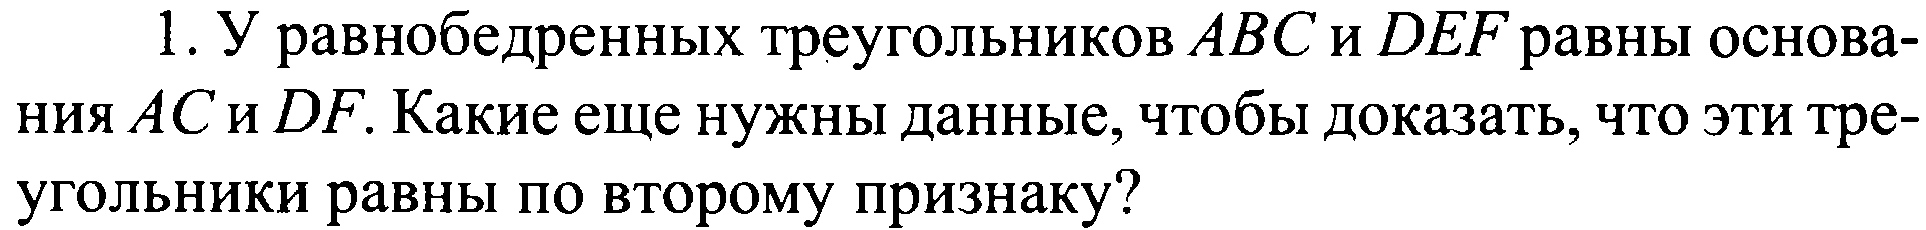 1. У равнобедренных треугольников ABC и DEF равны основа-
ния AC и DF. Какие еще нужны данные, чтобы доказать, что эти тре-
угольники равны по второму признаку?